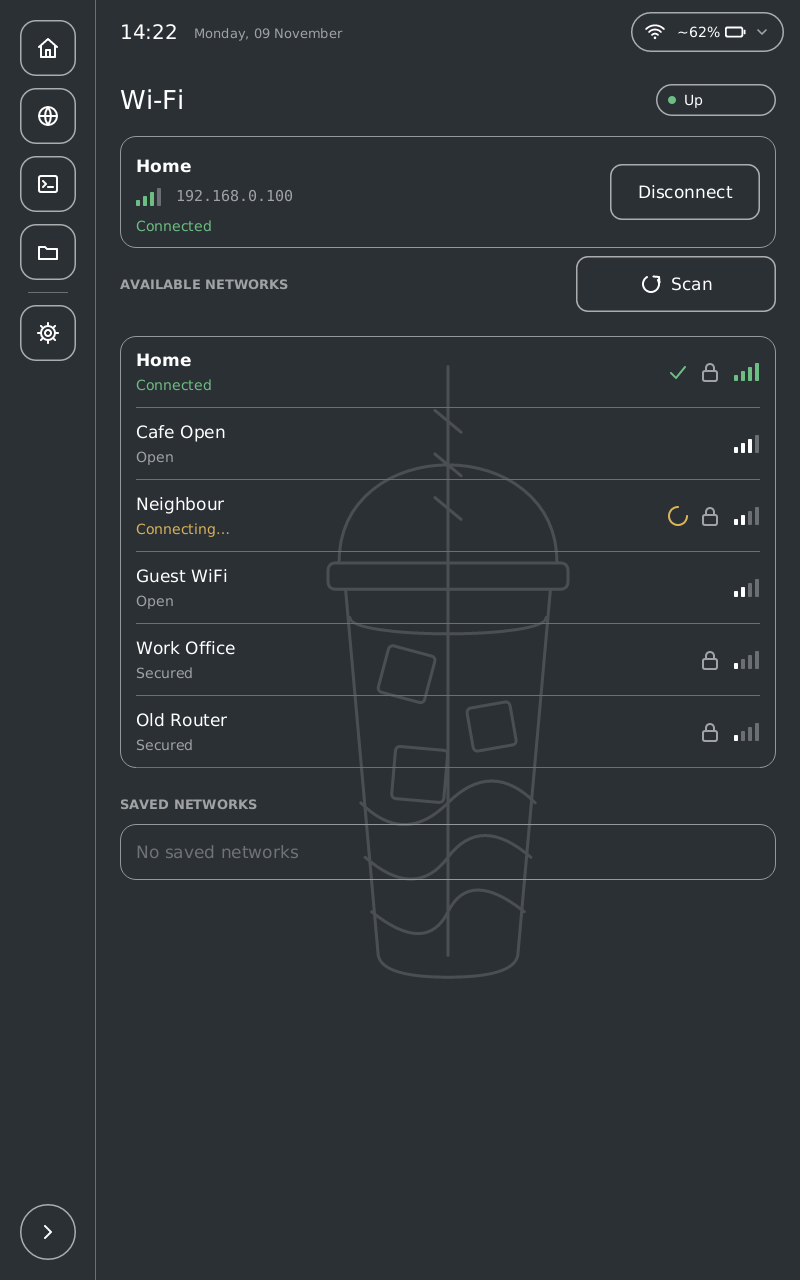 14:22 Monday, 09 November ~62%
Wi-Fi Up
Home
192.168.0.100
Connected
Disconnect
AVAILABLE NETWORKS Scan
Home
Connected
Cafe Open
Open
Neighbour
Connecting...
Guest WiFi
Open
Work Office
Secured
Old Router
Secured
SAVED NETWORKS
No saved networks